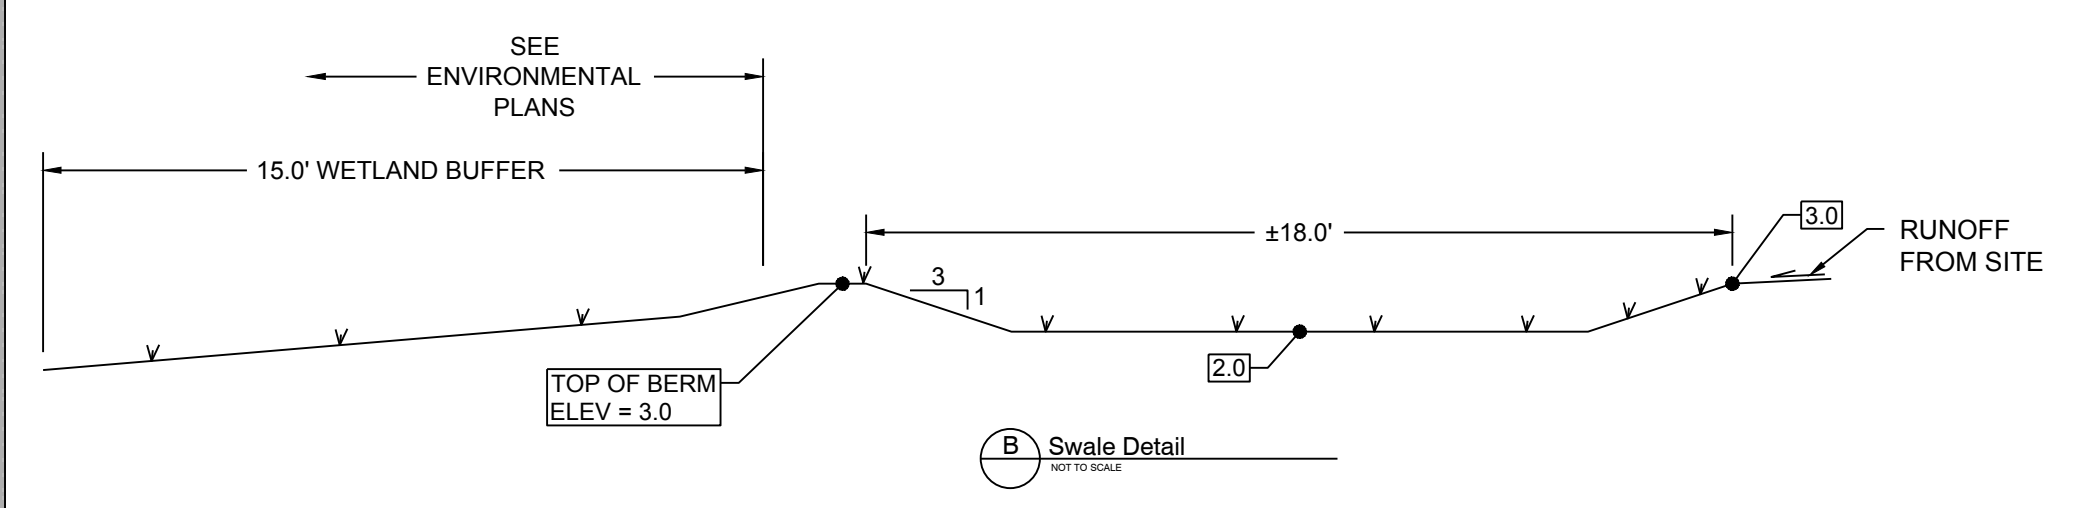 SEE
ENVIRONMENTAL
PLANS
15.0' WETLAND BUFFER
±18.0'
3.0
RUNOFF
FROM SITE
3
1
2.0
TOP OF BERM
ELEV = 3.0
B
Swale Detail
NOT TO SCALE